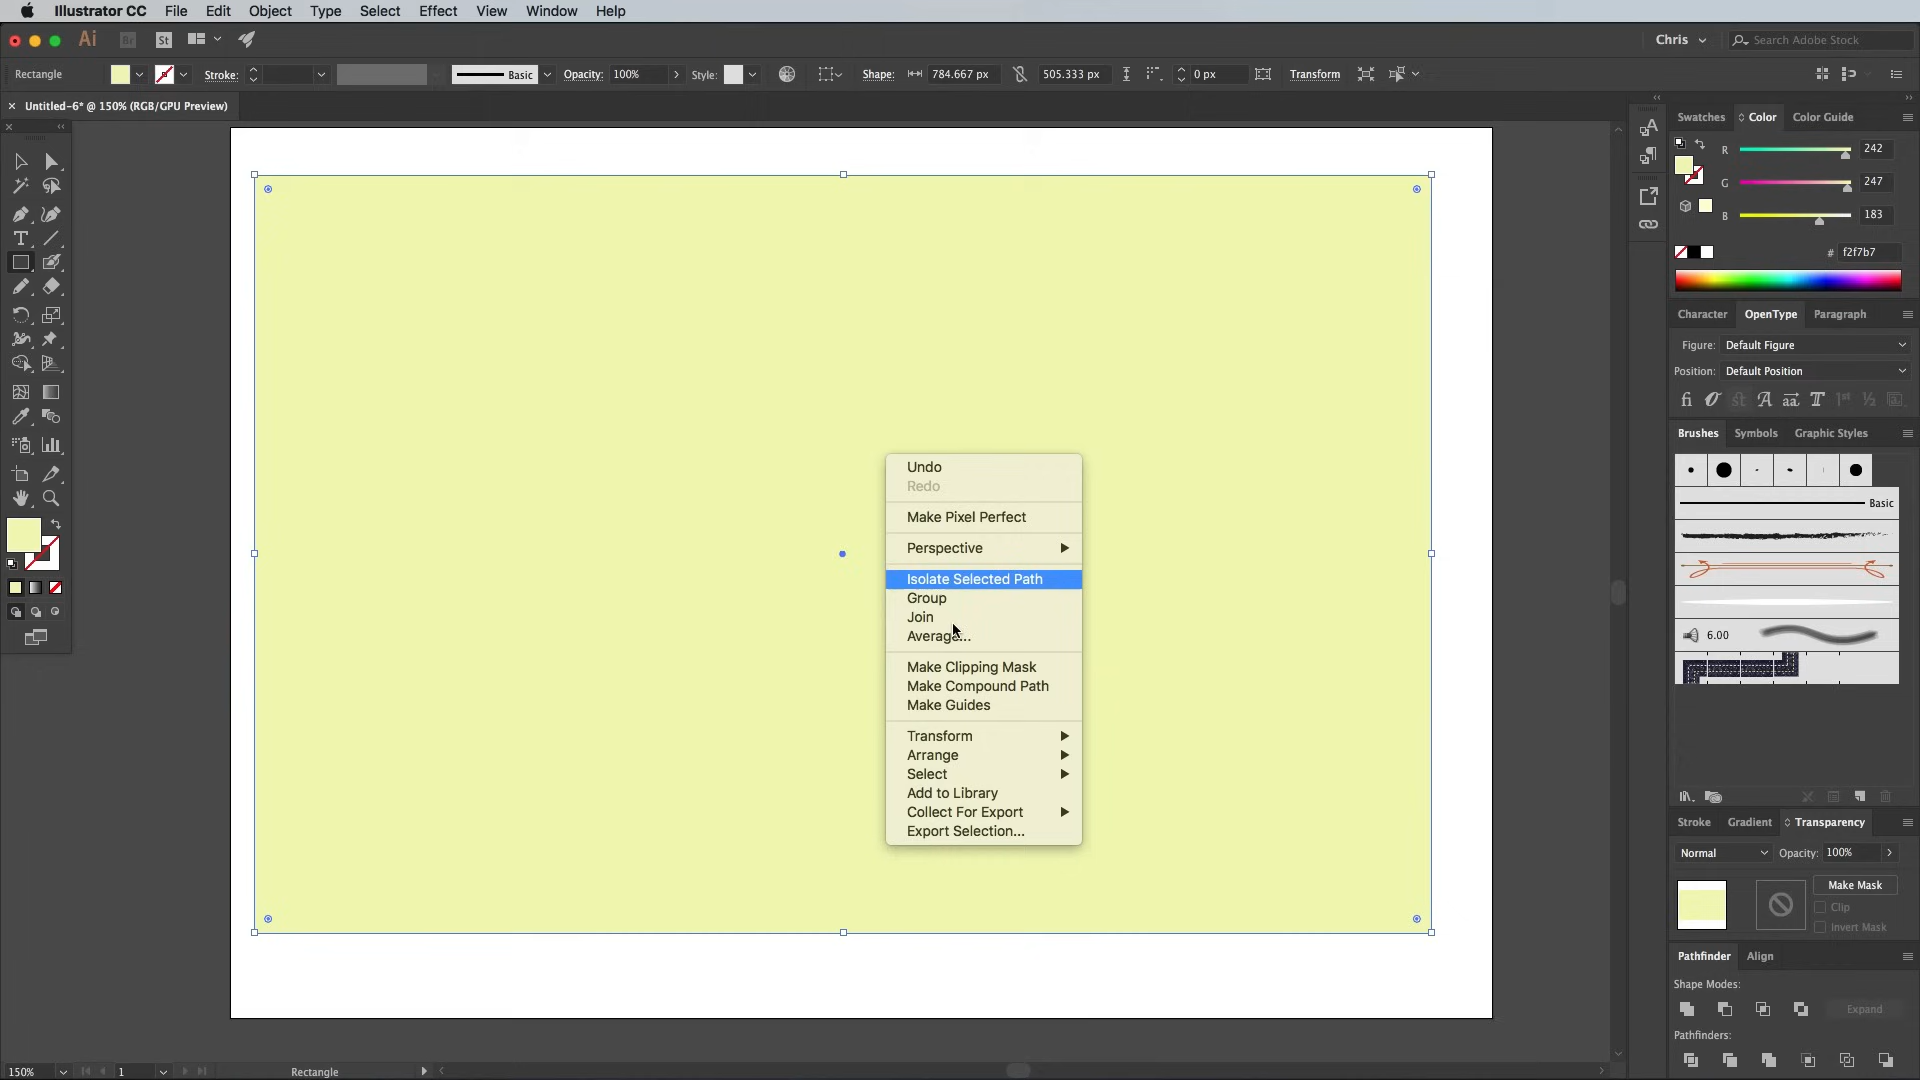 Illustrator CC File Edit Object Type Select Effect View Window Help
Ai Br St Chris Search Adobe Stock
Rectangle Stroke: Basic Opacity: 100% Style: Shape: 784.667 px 505.333 px 0 px Transform
Untitled-6* @ 150% (RGB/GPU Preview)
Swatches Color Color Guide
R 242
G 247
B 183
# f2f7b7
Character OpenType Paragraph
Figure: Default Figure
Position: Default Position
Brushes Symbols Graphic Styles
Basic
6.00
Undo
Redo
Make Pixel Perfect
Perspective
Isolate Selected Path
Group
Join
Average...
Make Clipping Mask
Make Compound Path
Make Guides
Transform
Arrange
Select
Add to Library
Collect For Export
Export Selection...
Stroke Gradient Transparency
Normal Opacity: 100%
Make Mask
Clip
Invert Mask
Pathfinder Align
Shape Modes:
Expand
Pathfinders:
150% 1 Rectangle